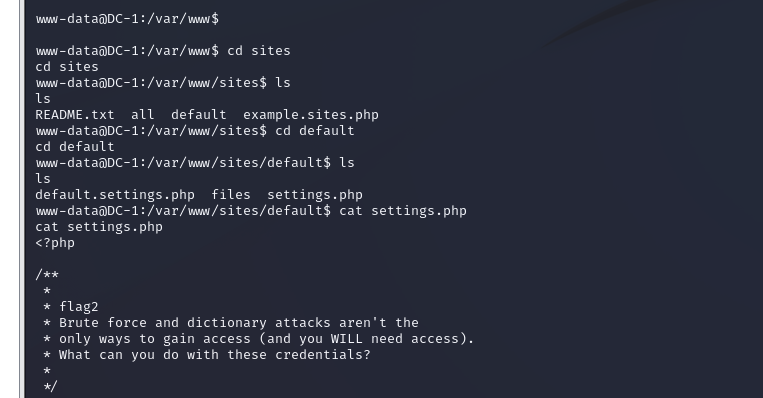 www-data@DC-1:/var/www$
www-data@DC-1:/var/www$ cd sites
cd sites
www-data@DC-1:/var/www/sites$ ls
ls
README.txt  all  default  example.sites.php
www-data@DC-1:/var/www/sites$ cd default
cd default
www-data@DC-1:/var/www/sites/default$ ls
ls
default.settings.php  files  settings.php
www-data@DC-1:/var/www/sites/default$ cat settings.php
cat settings.php
<?php
/**
 *
 * flag2
 * Brute force and dictionary attacks aren't the
 * only ways to gain access (and you WILL need access).
 * What can you do with these credentials?
 *
 */